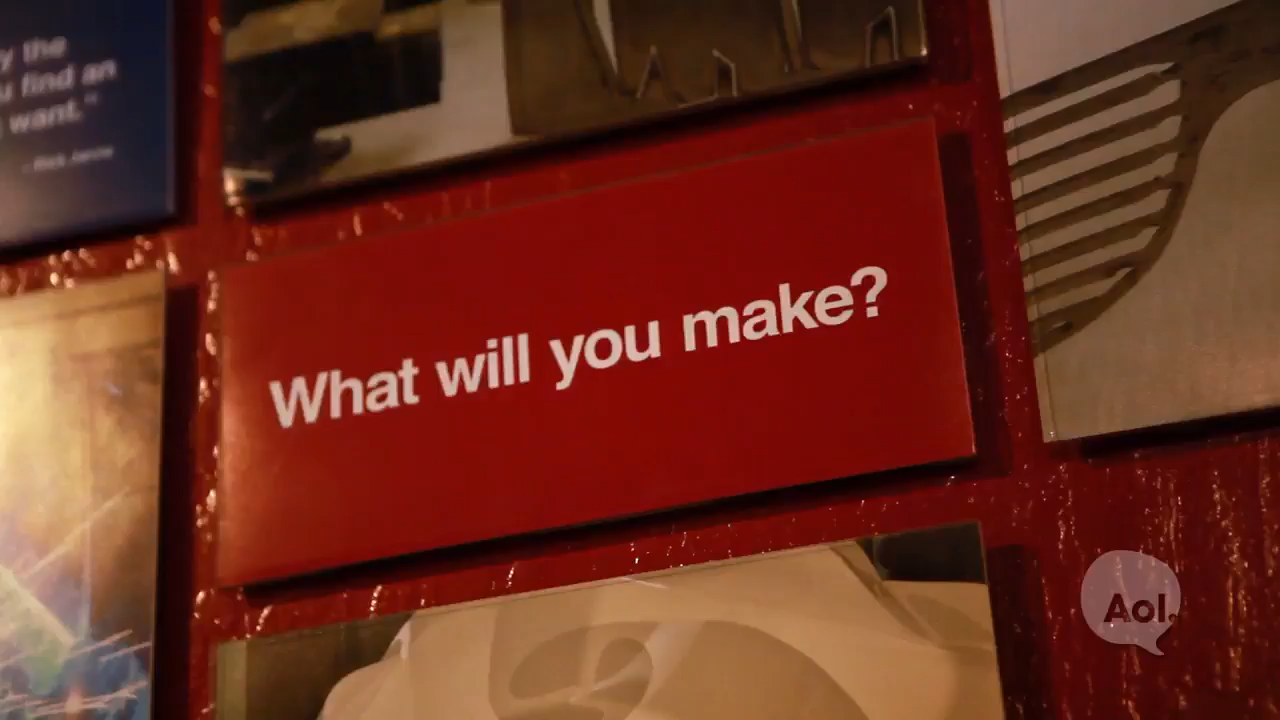 y the
u find an
want."
What will you make?
Aol.